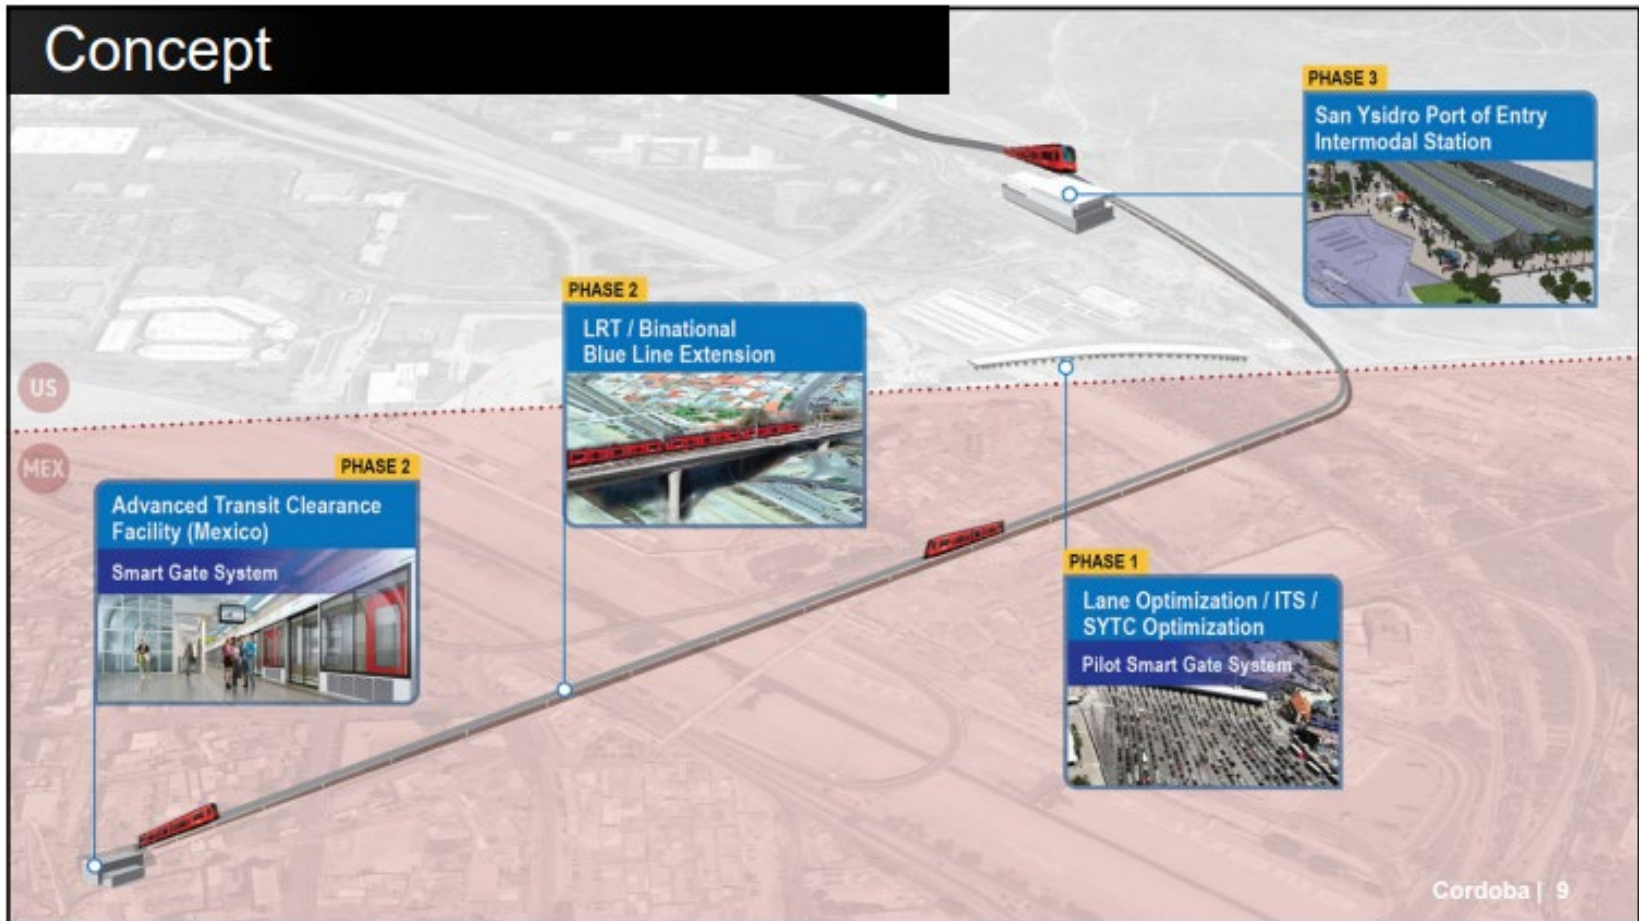 Concept
PHASE 3
San Ysidro Port of Entry
Intermodal Station
PHASE 2
LRT / Binational
Blue Line Extension
US
MEX
PHASE 2
Advanced Transit Clearance
Facility (Mexico)
Smart Gate System
PHASE 1
Lane Optimization / ITS /
SYTC Optimization
Pilot Smart Gate System
Cordoba | 9